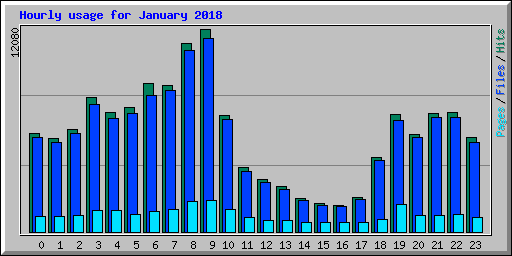 Hourly usage for January 2018
12080
Pages/Files/Hits
0 1 2 3 4 5 6 7 8 9 10 11 12 13 14 15 16 17 18 19 20 21 22 23